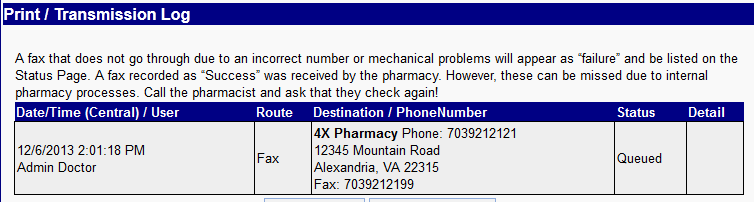 Print / Transmission Log
A fax that does not go through due to an incorrect number or mechanical problems will appear as “failure” and be listed on the
Status Page. A fax recorded as “Success” was received by the pharmacy. However, these can be missed due to internal
pharmacy processes. Call the pharmacist and ask that they check again!
Date/Time (Central) / User Route Destination / PhoneNumber Status Detail
12/6/2013 2:01:18 PM
Admin Doctor
Fax
4X Pharmacy Phone: 7039212121
12345 Mountain Road
Alexandria, VA 22315
Fax: 7039212199
Queued